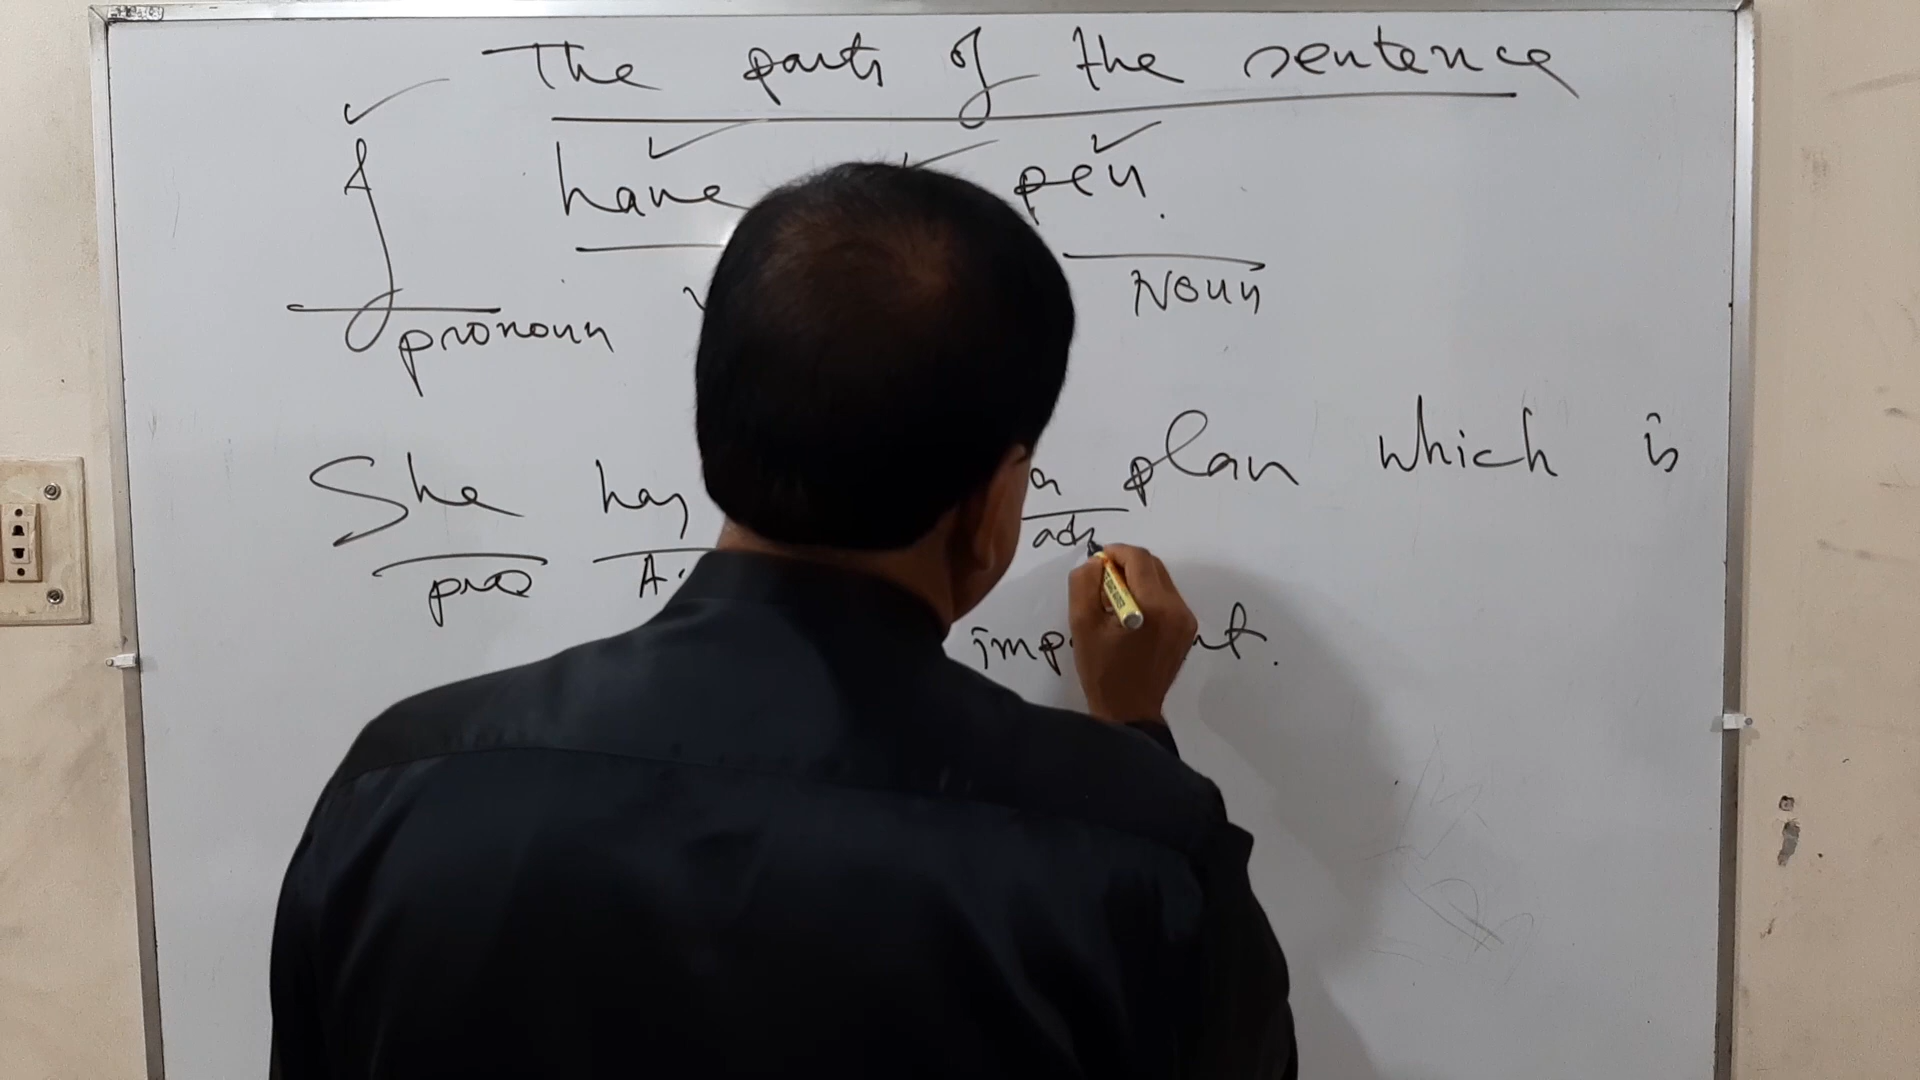 The parts of the sentence
I have pen.
pronoun Noun
She has a plan which is
pro A. adj
important.